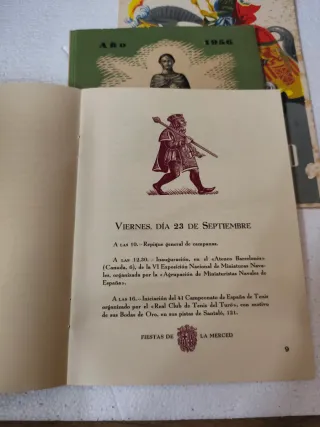 Año 1956
VIERNES, DÍA 23 DE SEPTIEMBRE
A LAS 10.—Repique general de campanas.
A LAS 12,30.—Inauguración, en el «Ateneo Barcelonés»
(Canuda, 6), de la VI Exposición Nacional de Miniaturas Nava-
les, organizada por la «Agrupación de Miniaturistas Navales de
España».
A LAS 16.—Iniciación del 41 Campeonato de España de Tenis
organizado por el «Real Club de Tenis del Turó», con motivo
de sus Bodas de Oro, en sus pistas de Santaló, 121.
FIESTAS DE LA MERCED
9